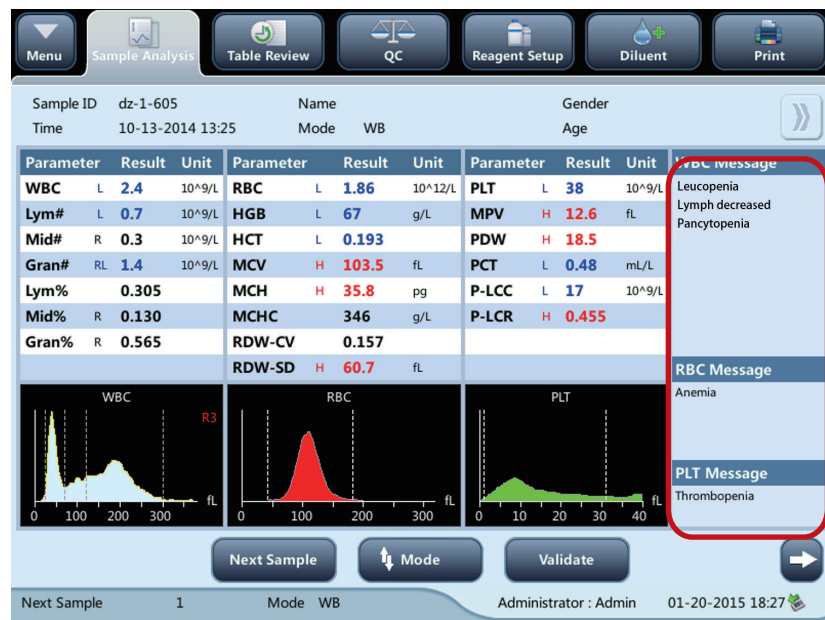 Menu
Sample Analysis
Table Review
QC
Reagent Setup
Diluent
Print
Sample ID dz-1-605 Name Gender
Time 10-13-2014 13:25 Mode WB Age
Parameter Result Unit Parameter Result Unit Parameter Result Unit WBC Message
WBC L 2.4 10^9/L RBC L 1.86 10^12/L PLT L 38 10^9/L Leucopenia
Lym# L 0.7 10^9/L HGB L 67 g/L MPV H 12.6 fL Lymph decreased
Mid# R 0.3 10^9/L HCT L 0.193 PDW H 18.5 Pancytopenia
Gran# RL 1.4 10^9/L MCV H 103.5 fL PCT L 0.48 mL/L
Lym% 0.305 MCH H 35.8 pg P-LCC L 17 10^9/L
Mid% R 0.130 MCHC 346 g/L P-LCR H 0.455
Gran% R 0.565 RDW-CV 0.157
RDW-SD H 60.7 fL RBC Message
WBC RBC PLT Anemia
R3
PLT Message
Thrombopenia
fL fL fL
0 100 200 300 0 100 200 300 0 10 20 30 40
Next Sample Mode Validate
Next Sample 1 Mode WB Administrator : Admin 01-20-2015 18:27